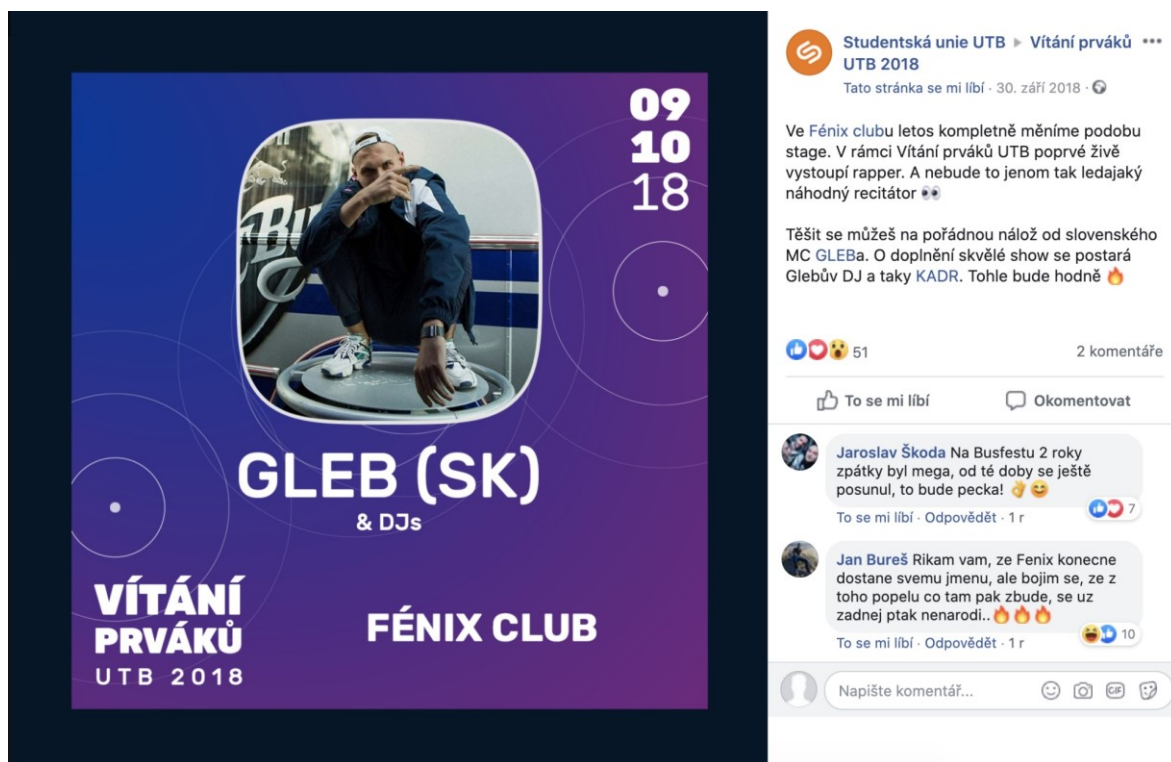 09
10
18
Bu
GLEB (SK)
& DJs
VÍTÁNÍ
PRVÁKŮ
UTB 2018
FÉNIX CLUB
Studentská unie UTB ▸ Vítání prváků
UTB 2018
Tato stránka se mi líbí · 30. září 2018 ·
Ve Fénix clubu letos kompletně měníme podobu
stage. V rámci Vítání prváků UTB poprvé živě
vystoupí rapper. A nebude to jenom tak ledajaký
náhodný recitátor 👀
Těšit se můžeš na pořádnou nálož od slovenského
MC GLEBa. O doplnění skvělé show se postará
Glebův DJ a taky KADR. Tohle bude hodně 🔥
51
2 komentáře
To se mi líbí
Okomentovat
Jaroslav Škoda Na Busfestu 2 roky
zpátky byl mega, od té doby se ještě
posunul, to bude pecka! 👌😊
To se mi líbí · Odpovědět · 1 r
7
Jan Bureš Rikam vam, ze Fenix konecne
dostane svemu jmenu, ale bojim se, ze z
toho popelu co tam pak zbude, se uz
zadnej ptak nenarodi..🔥🔥🔥
To se mi líbí · Odpovědět · 1 r
10
Napište komentář...
GIF